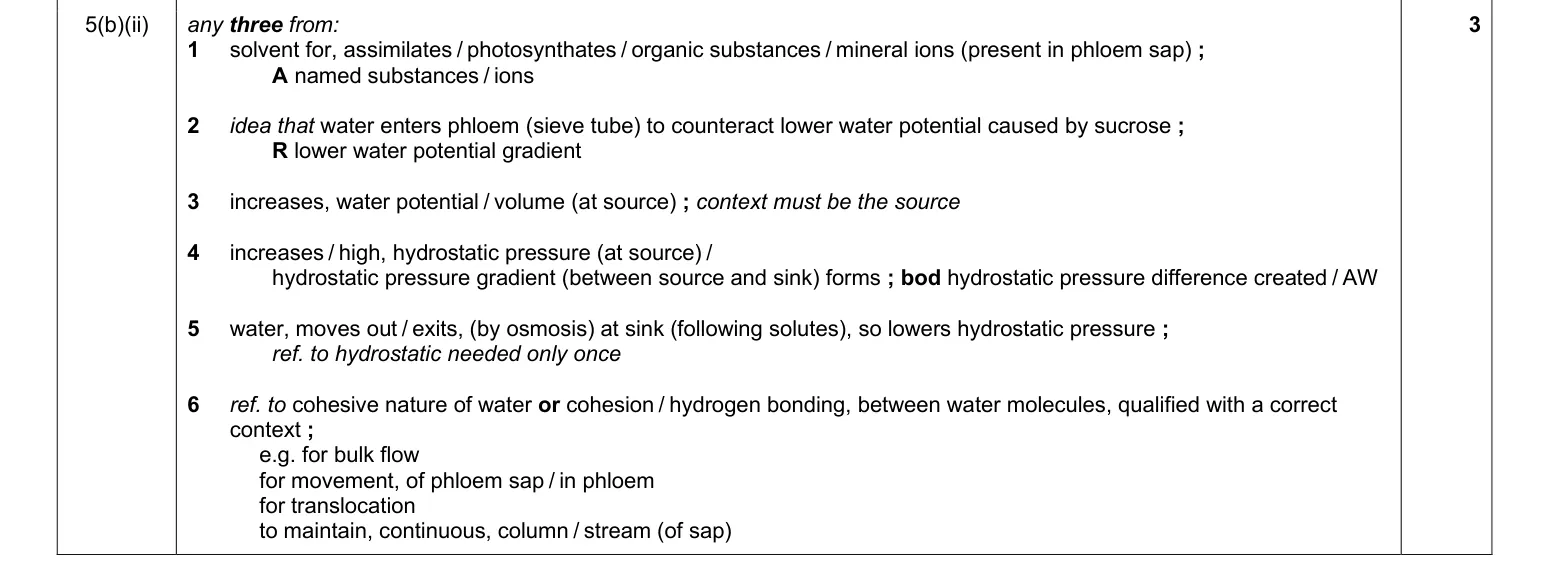 5(b)(ii) any three from: 3
1 solvent for, assimilates / photosynthates / organic substances / mineral ions (present in phloem sap) ;
A named substances / ions
2 idea that water enters phloem (sieve tube) to counteract lower water potential caused by sucrose ;
R lower water potential gradient
3 increases, water potential / volume (at source) ; context must be the source
4 increases / high, hydrostatic pressure (at source) /
hydrostatic pressure gradient (between source and sink) forms ; bod hydrostatic pressure difference created / AW
5 water, moves out / exits, (by osmosis) at sink (following solutes), so lowers hydrostatic pressure ;
ref. to hydrostatic needed only once
6 ref. to cohesive nature of water or cohesion / hydrogen bonding, between water molecules, qualified with a correct
context ;
e.g. for bulk flow
for movement, of phloem sap / in phloem
for translocation
to maintain, continuous, column / stream (of sap)